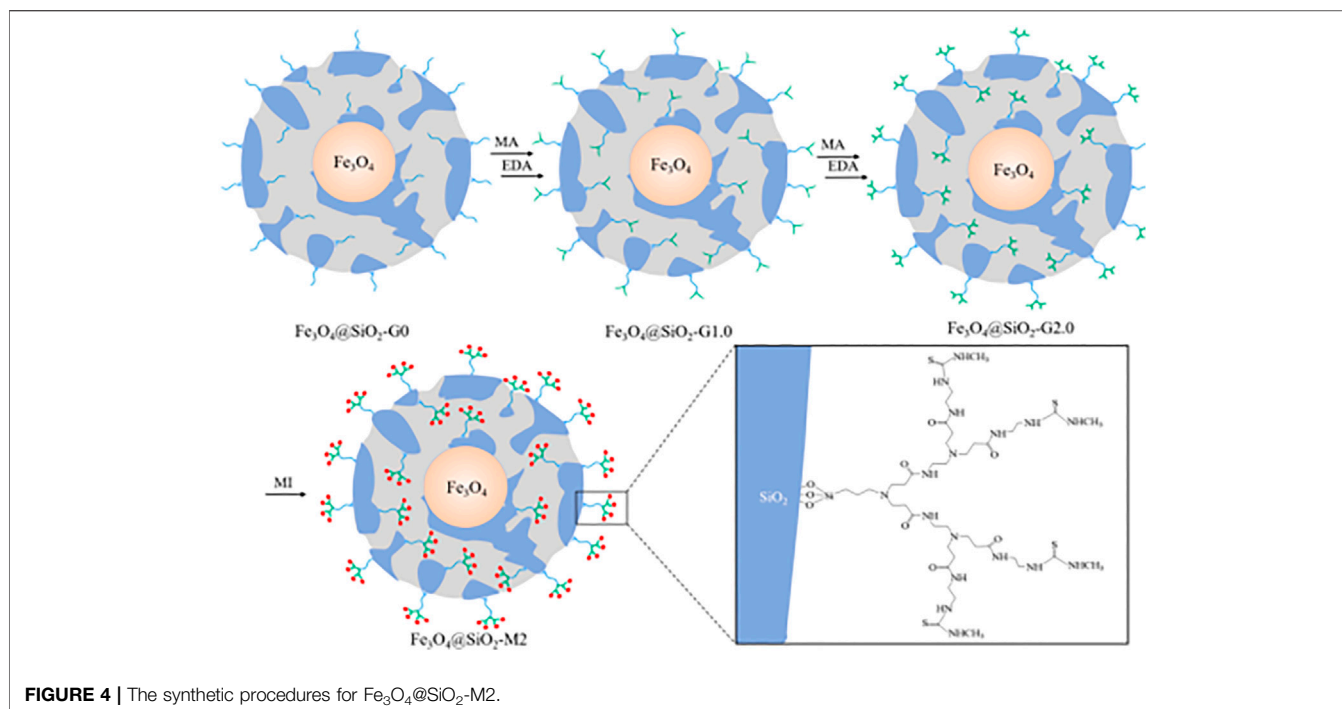 Fe₃O₄
MA
EDA
Fe₃O₄
MA
EDA
Fe₃O₄
Fe₃O₄@SiO₂-G0
Fe₃O₄@SiO₂-G1.0
Fe₃O₄@SiO₂-G2.0
MI
Fe₃O₄
Fe₃O₄@SiO₂-M2
S
NHCH₃
HN
NH
O
S
O
NH
NH
NHCH₃
N
O
O
NH
SiO₂
O
O
O
Si
N
O
NH
O
S
N
NH
NH
NHCH₃
O
NH
HN
S
NHCH₃
FIGURE 4 | The synthetic procedures for Fe₃O₄@SiO₂-M2.